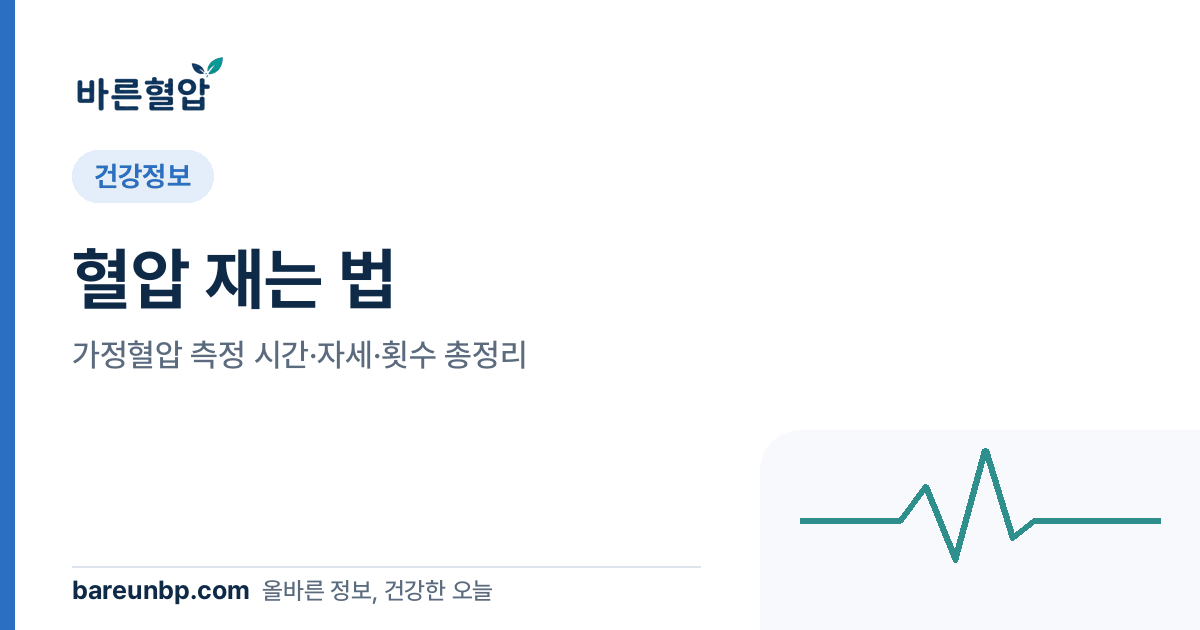 바른혈압
건강정보
혈압 재는 법
가정혈압 측정 시간·자세·횟수 총정리
bareunbp.com 올바른 정보, 건강한 오늘